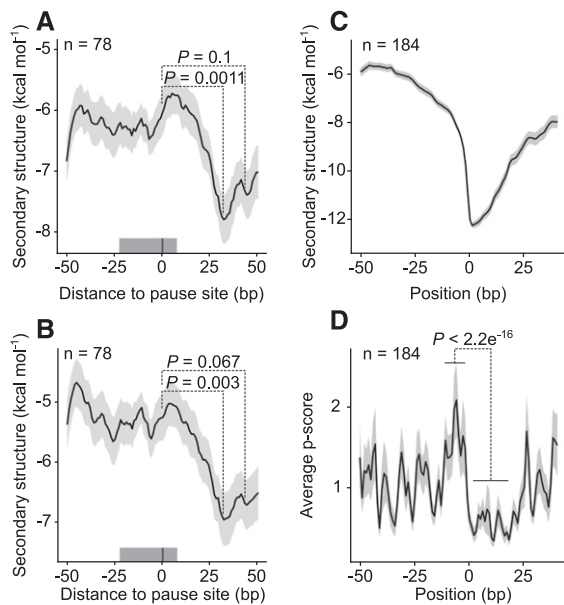 A
n = 78
P = 0.1
P = 0.0011
Secondary structure (kcal mol-1)
-5
-6
-7
-8
-50
-25
0
25
50
Distance to pause site (bp)
C
n = 184
Secondary structure (kcal mol-1)
-6
-8
-10
-12
-50
-25
0
25
Position (bp)
B
n = 78
P = 0.067
P = 0.003
Secondary structure (kcal mol-1)
-5
-6
-7
-50
-25
0
25
50
Distance to pause site (bp)
D
n = 184
P < 2.2e-16
Average p-score
2
1
-50
-25
0
25
Position (bp)